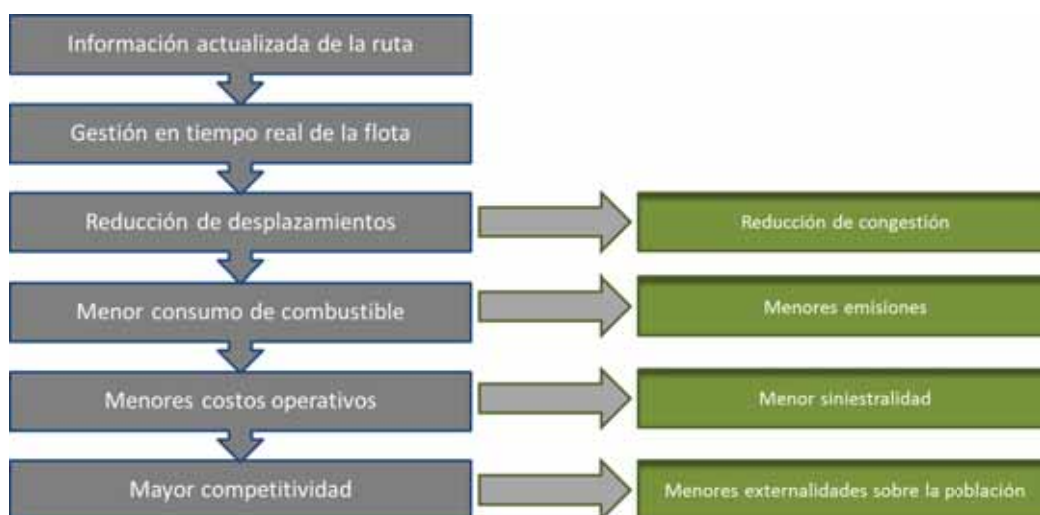 Información actualizada de la ruta
Gestión en tiempo real de la flota
Reducción de desplazamientos
Reducción de congestión
Menor consumo de combustible
Menores emisiones
Menores costos operativos
Menor siniestralidad
Mayor competitividad
Menores externalidades sobre la población